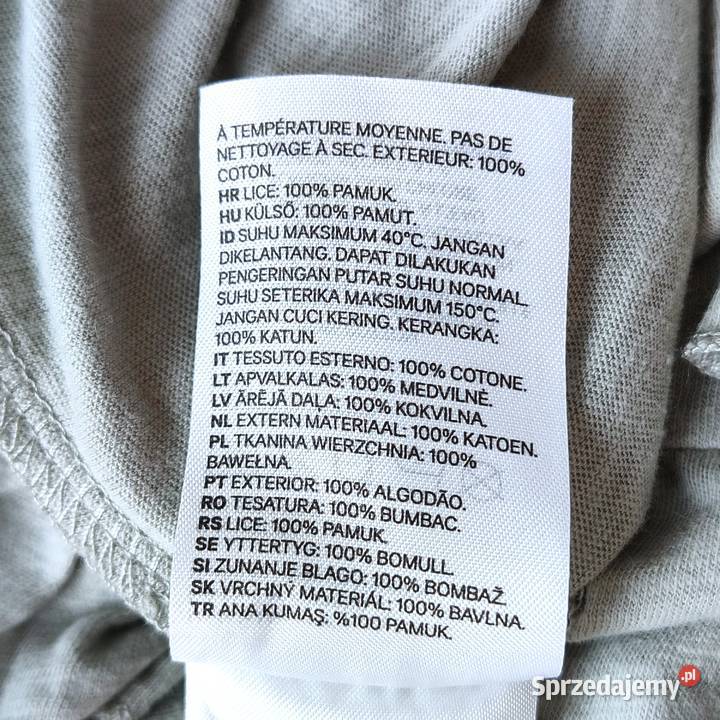 À TEMPÉRATURE MOYENNE. PAS DE
NETTOYAGE À SEC. EXTERIEUR: 100%
COTON.
HR LICE: 100% PAMUK.
HU KÜLSŐ: 100% PAMUT.
ID SUHU MAKSIMUM 40°C. JANGAN
DIKELANTANG. DAPAT DILAKUKAN
PENGERINGAN PUTAR SUHU NORMAL.
SUHU SETERIKA MAKSIMUM 150°C.
JANGAN CUCI KERING. KERANGKA:
100% KATUN.
IT TESSUTO ESTERNO: 100% COTONE.
LT APVALKALAS: 100% MEDVILNĖ.
LV ĀRĒJĀ DAĻA: 100% KOKVILNA.
NL EXTERN MATERIAAL: 100% KATOEN.
PL TKANINA WIERZCHNIA: 100%
BAWEŁNA.
PT EXTERIOR: 100% ALGODÃO.
RO TESATURA: 100% BUMBAC.
RS LICE: 100% PAMUK.
SE YTTERTYG: 100% BOMULL.
SI ZUNANJE BLAGO: 100% BOMBAŽ.
SK VRCHNÝ MATERIÁL: 100% BAVLNA.
TR ANA KUMAŞ: %100 PAMUK.
Sprzedajemy.pl